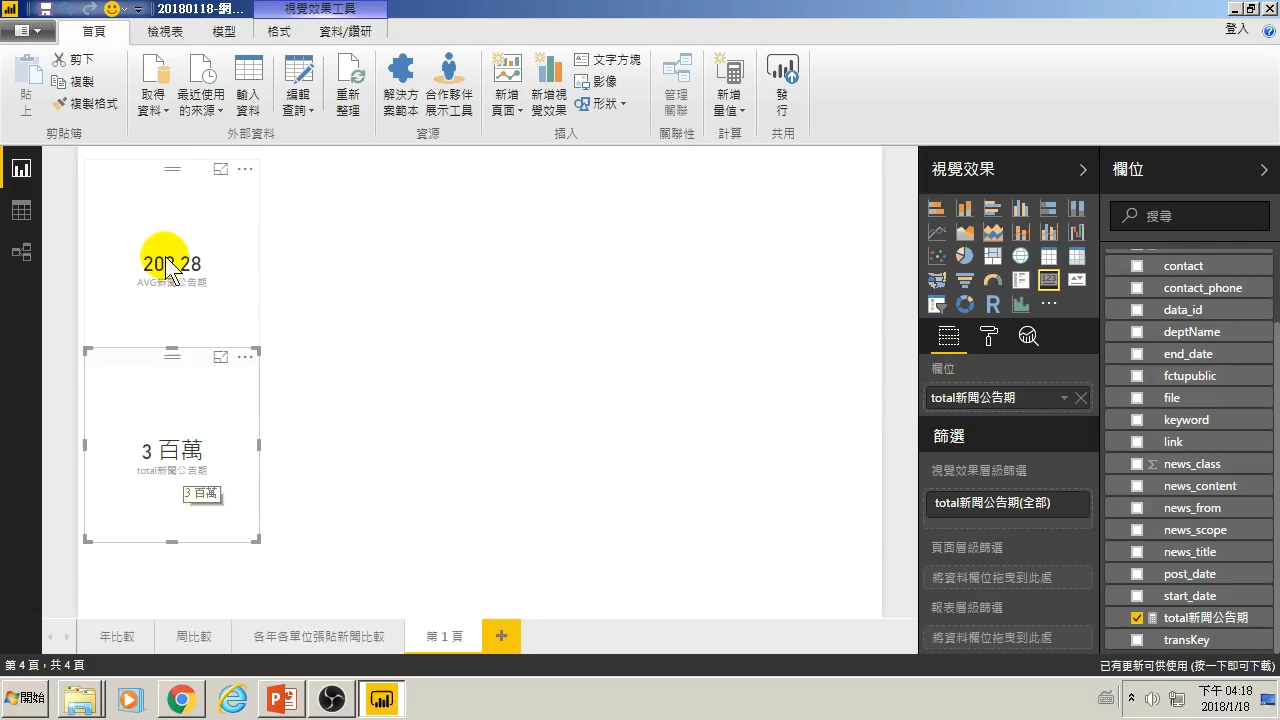 20180118-網...
視覺效果工具
首頁
檢視表
模型
格式
資料/鑽研
登入
貼上
剪下
複製
複製格式
剪貼簿
取得資料
最近使用的來源
輸入資料
編輯查詢
外部資料
重新整理
解決方案範本
合作夥伴展示工具
資源
新增頁面
新增視覺效果
文字方塊
影像
形狀
插入
管理關聯
關聯性
新增量值
計算
發行
共用
AVG新聞公告期
3 百萬
total新聞公告期
3 百萬
視覺效果
欄位
total新聞公告期
篩選
視覺效果層級篩選
total新聞公告期(全部)
頁面層級篩選
將資料欄位拖曳到此處
報表層級篩選
將資料欄位拖曳到此處
欄位
搜尋
contact
contact_phone
data_id
deptName
end_date
fctupublic
file
keyword
link
news_class
news_content
news_from
news_scope
news_title
post_date
start_date
total新聞公告期
transKey
年比較
周比較
各年各單位張貼新聞比較
第 1 頁
第 4 頁，共 4 頁
已有更新可供使用 (按一下即可下載)
開始
下午 04:18
2018/1/18